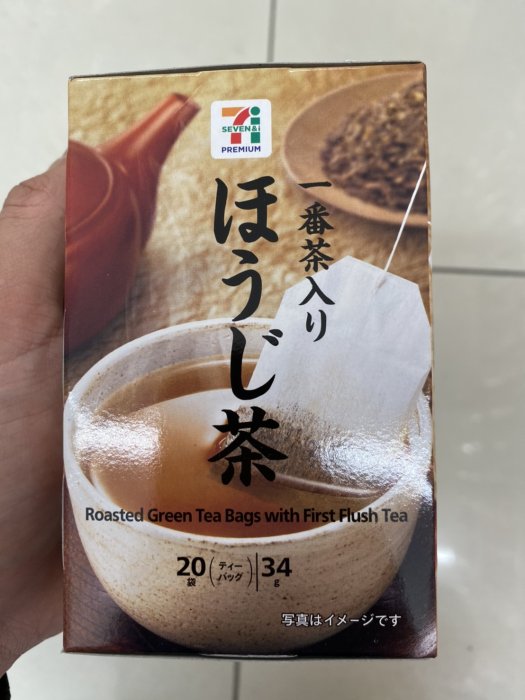 7i
SEVEN&i
PREMIUM
一番茶入り
ほうじ茶
Roasted Green Tea Bags with First Flush Tea
20袋(ティーバッグ)34g
写真はイメージです